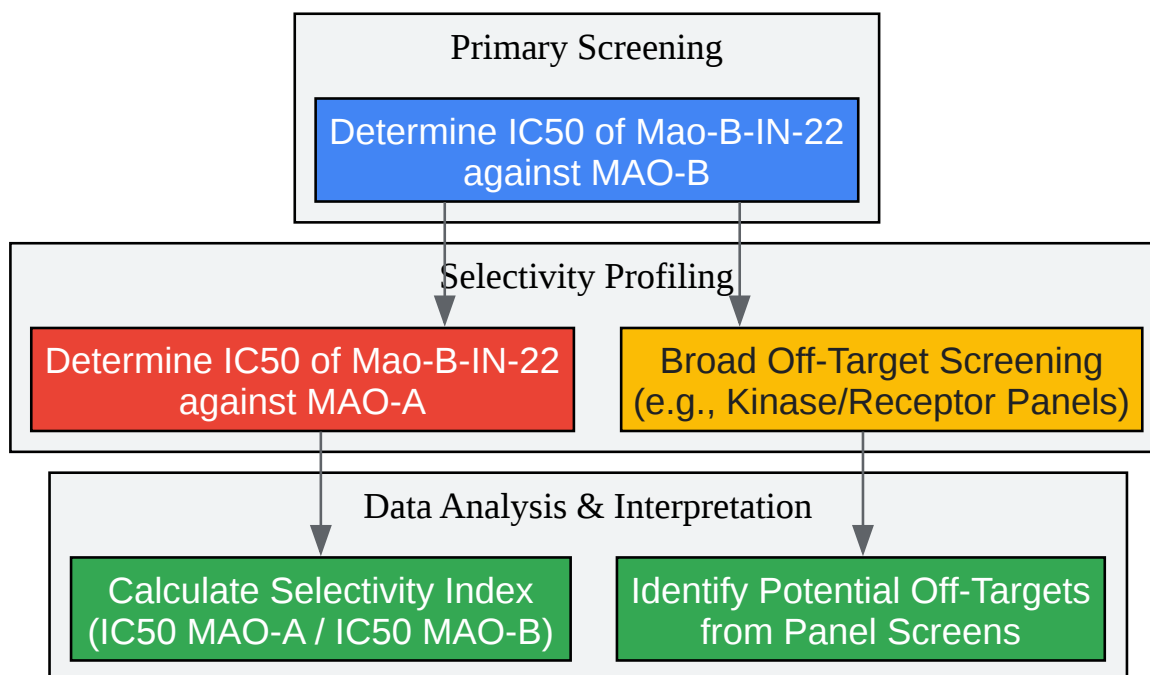 Primary Screening
Determine IC50 of Mao-B-IN-22
against MAO-B
Selectivity Profiling
Determine IC50 of Mao-B-IN-22
against MAO-A
Broad Off-Target Screening
(e.g., Kinase/Receptor Panels)
Data Analysis & Interpretation
Calculate Selectivity Index
(IC50 MAO-A / IC50 MAO-B)
Identify Potential Off-Targets
from Panel Screens